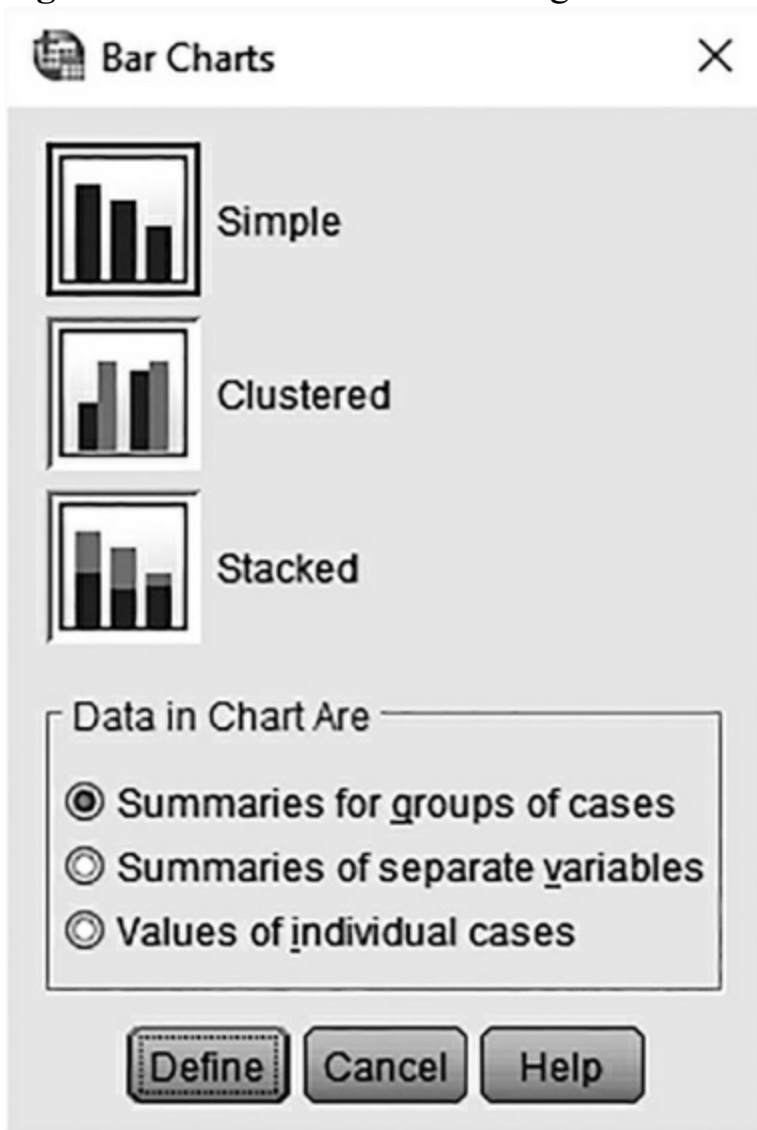 Bar Charts
Simple
Clustered
Stacked
Data in Chart Are
Summaries for groups of cases
Summaries of separate variables
Values of individual cases
Define Cancel Help